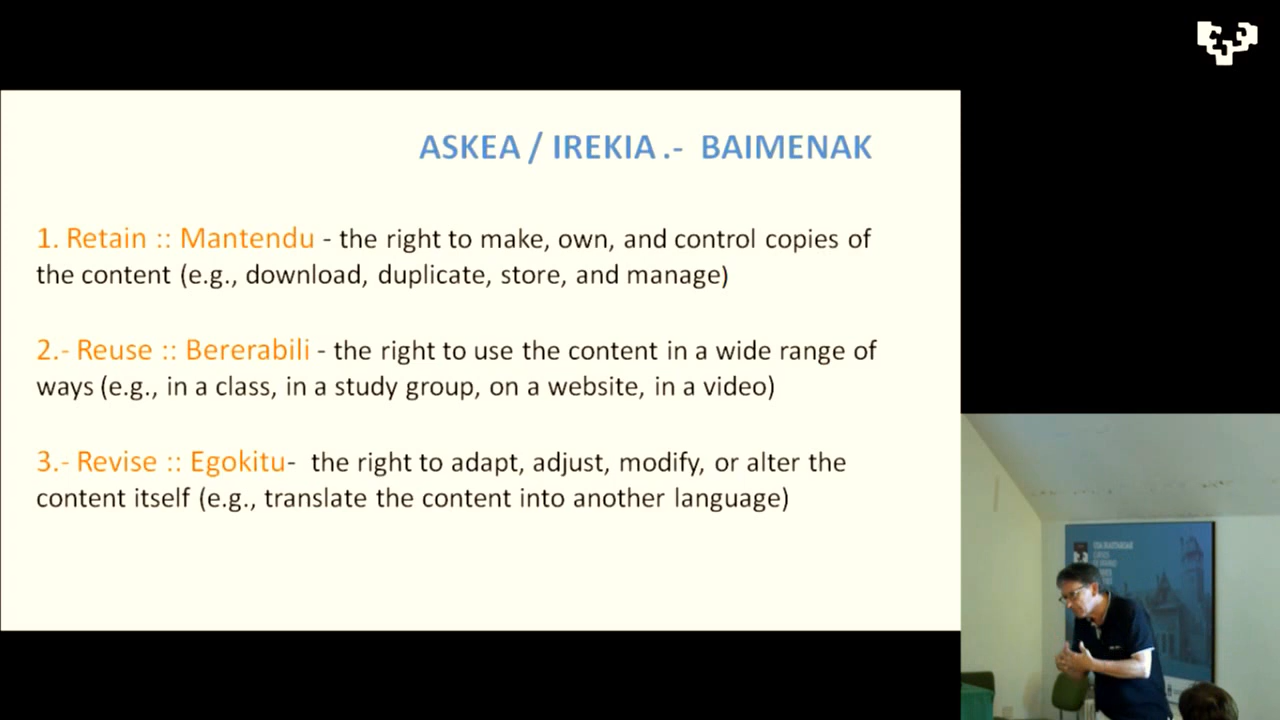 ASKEA / IREKIA .- BAIMENAK
1. Retain :: Mantendu - the right to make, own, and control copies of
the content (e.g., download, duplicate, store, and manage)
2.- Reuse :: Bererabili - the right to use the content in a wide range of
ways (e.g., in a class, in a study group, on a website, in a video)
3.- Revise :: Egokitu- the right to adapt, adjust, modify, or alter the
content itself (e.g., translate the content into another language)